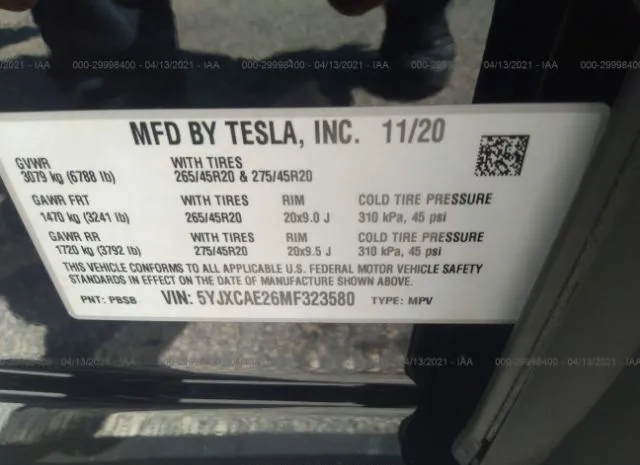 000-29998400 - 04/13/2021 - IAA
MFD BY TESLA, INC. 11/20
GVWR
3079 kg (6788 lb)
WITH TIRES
265/45R20 & 275/45R20
GAWR FRT
1470 kg (3241 lb)
WITH TIRES
265/45R20
RIM
20x9.0 J
COLD TIRE PRESSURE
310 kPa, 45 psi
GAWR RR
1720 kg (3792 lb)
WITH TIRES
275/45R20
RIM
20x9.5 J
COLD TIRE PRESSURE
310 kPa, 45 psi
THIS VEHICLE CONFORMS TO ALL APPLICABLE U.S. FEDERAL MOTOR VEHICLE SAFETY
STANDARDS IN EFFECT ON THE DATE OF MANUFACTURE SHOWN ABOVE.
PNT: PBSB VIN: 5YJXCAE26MF323580 TYPE: MPV